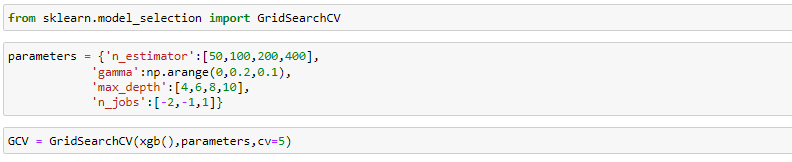 from sklearn.model_selection import GridSearchCV
parameters = {'n_estimator':[50,100,200,400],
'gamma':np.arange(0,0.2,0.1),
'max_depth':[4,6,8,10],
'n_jobs':[-2,-1,1]}
GCV = GridSearchCV(xgb(),parameters,cv=5)